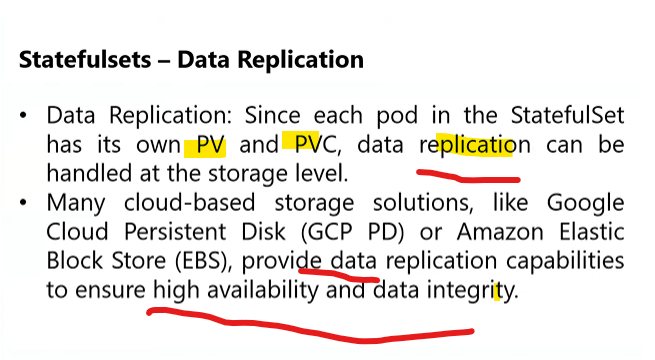 Statefulsets – Data Replication
• Data Replication: Since each pod in the StatefulSet
has its own PV and PVC, data replication can be
handled at the storage level.
• Many cloud-based storage solutions, like Google
Cloud Persistent Disk (GCP PD) or Amazon Elastic
Block Store (EBS), provide data replication capabilities
to ensure high availability and data integrity.